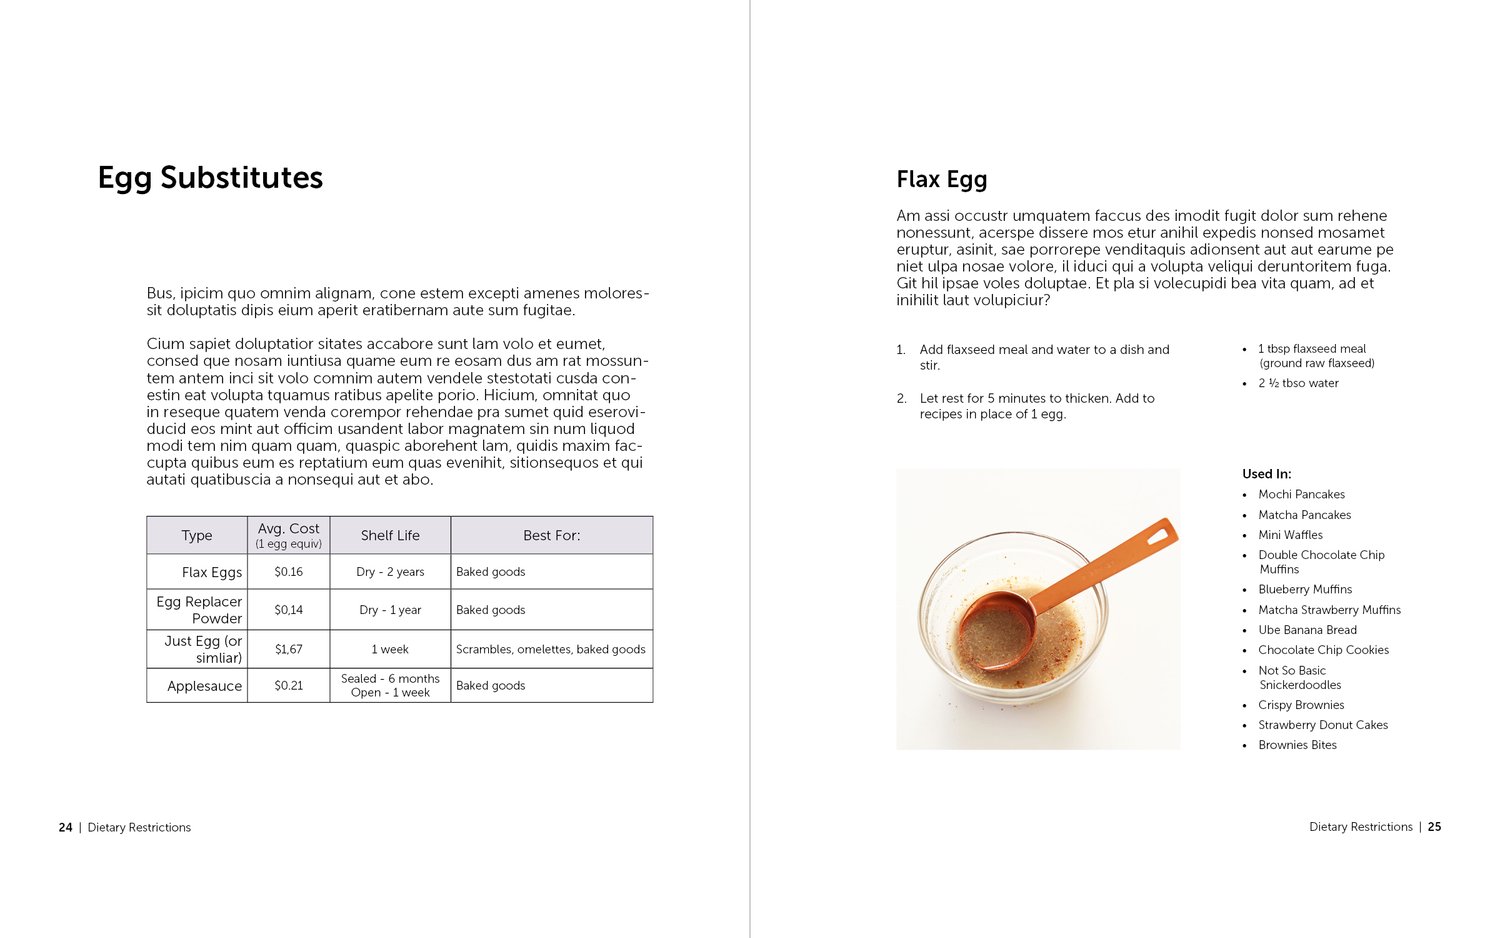 Egg Substitutes
Bus, ipicim quo omnim alignam, cone estem excepti amenes molores-
sit doluptatis dipis eium aperit eratibernam aute sum fugitae.
Cium sapiet doluptatior sitates accabore sunt lam volo et eumet,
consed que nosam iuntiusa quame eum re eosam dus am rat mossun-
tem antem inci sit volo comnim autem vendele stestotati cusda con-
estin eat volupta tquamus ratibus apelite porio. Hicium, omnitat quo
in reseque quatem venda corempor rehendae pra sumet quid eserovi-
ducid eos mint aut officim usandent labor magnatem sin num liquod
modi tem nim quam quam, quaspic aborehent lam, quidis maxim fac-
cupta quibus eum es reptatium eum quas evenihit, sitionsequos et qui
autati quatibuscia a nonsequi aut et abo.
Type Avg. Cost Shelf Life Best For:
(1 egg equiv)
Flax Eggs $0.16 Dry - 2 years Baked goods
Egg Replacer
Powder $0,14 Dry - 1 year Baked goods
Just Egg (or
simliar) $1,67 1 week Scrambles, omelettes, baked goods
Applesauce $0.21 Sealed - 6 months Baked goods
Open - 1 week
24 | Dietary Restrictions
Flax Egg
Am assi occustr umquatem faccus des imodit fugit dolor sum rehene
nonessunt, acerspe dissere mos etur anihil expedis nonsed mosamet
eruptur, asinit, sae porrorepe venditaquis adionsent aut aut earume pe
niet ulpa nosae volore, il iduci qui a volupta veliqui deruntoritem fuga.
Git hil ipsae voles doluptae. Et pla si volecupidi bea vita quam, ad et
inihilit laut volupiciur?
1. Add flaxseed meal and water to a dish and
stir.
2. Let rest for 5 minutes to thicken. Add to
recipes in place of 1 egg.
• 1 tbsp flaxseed meal
(ground raw flaxseed)
• 2 ½ tbso water
Used In:
• Mochi Pancakes
• Matcha Pancakes
• Mini Waffles
• Double Chocolate Chip
Muffins
• Blueberry Muffins
• Matcha Strawberry Muffins
• Ube Banana Bread
• Chocolate Chip Cookies
• Not So Basic
Snickerdoodles
• Crispy Brownies
• Strawberry Donut Cakes
• Brownies Bites
Dietary Restrictions | 25